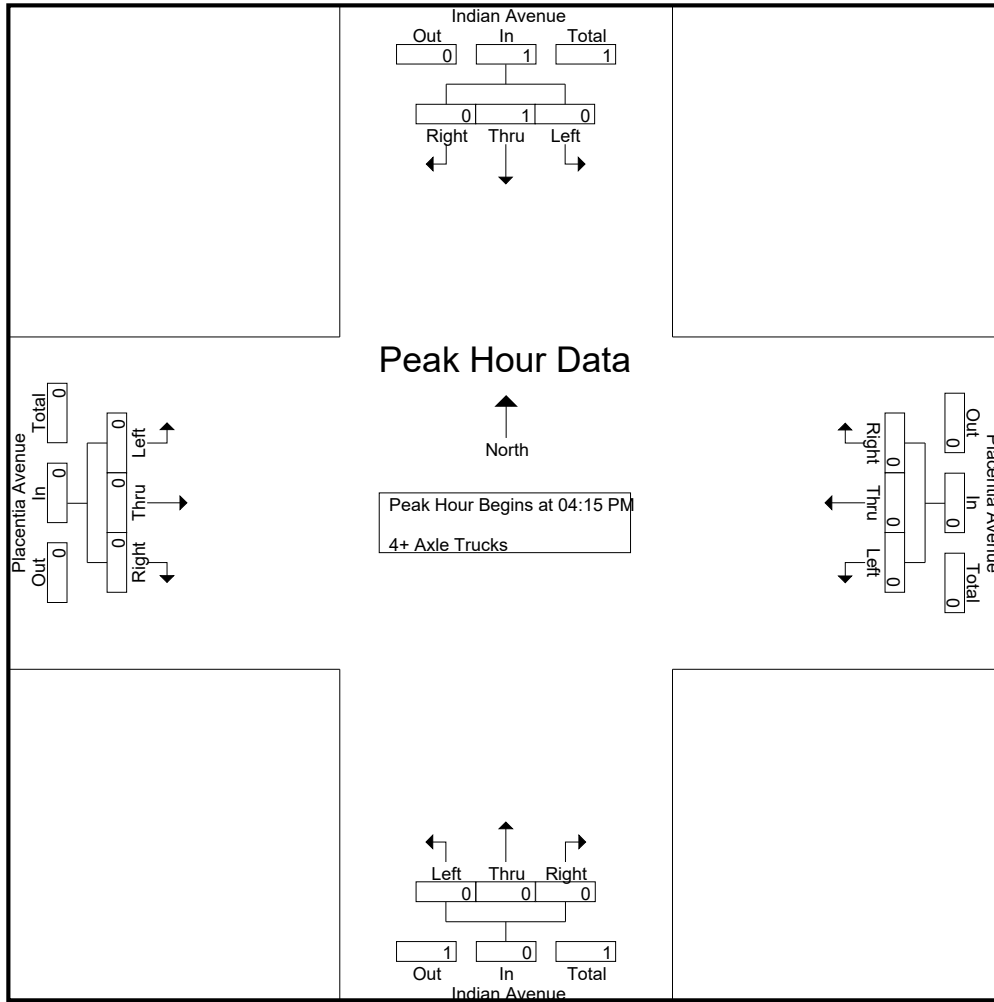 Indian Avenue
Out In Total
0 1 1
0 1 0
Right Thru Left
Peak Hour Data
North
Peak Hour Begins at 04:15 PM
4+ Axle Trucks
Placentia Avenue
Out In Total
0 0 0
0 0 0
Right Thru Left
Placentia Avenue
Out In Total
0 0 0
0 0 0
Right Thru Left
Left Thru Right
0 0 0
1 0 1
Out In Total
Indian Avenue